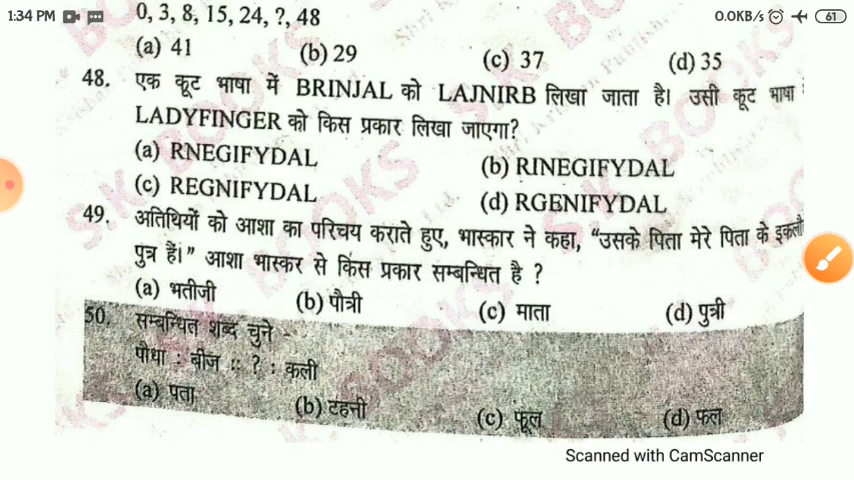 1:34 PM 0.0KB/s 61
0, 3, 8, 15, 24, ?, 48
(a) 41 (b) 29 (c) 37 (d) 35
48. एक कूट भाषा में BRINJAL को LAJNIRB लिखा जाता है। उसी कूट भाषा
LADYFINGER को किस प्रकार लिखा जाएगा?
(a) RNEGIFYDAL (b) RINEGIFYDAL
(c) REGNIFYDAL (d) RGENIFYDAL
49. अतिथियों को आशा का परिचय कराते हुए, भास्कार ने कहा, “उसके पिता मेरे पिता के इकलौ
पुत्र हैं।” आशा भास्कर से किस प्रकार सम्बन्धित है ?
(a) भतीजी (b) पौत्री (c) माता (d) पुत्री
50. सम्बन्धित शब्द चुने -
पौधा : बीज :: ? : कली
(a) पता (b) टहनी (c) फूल (d) फल
S.K. BOOKS
Scanned with CamScanner